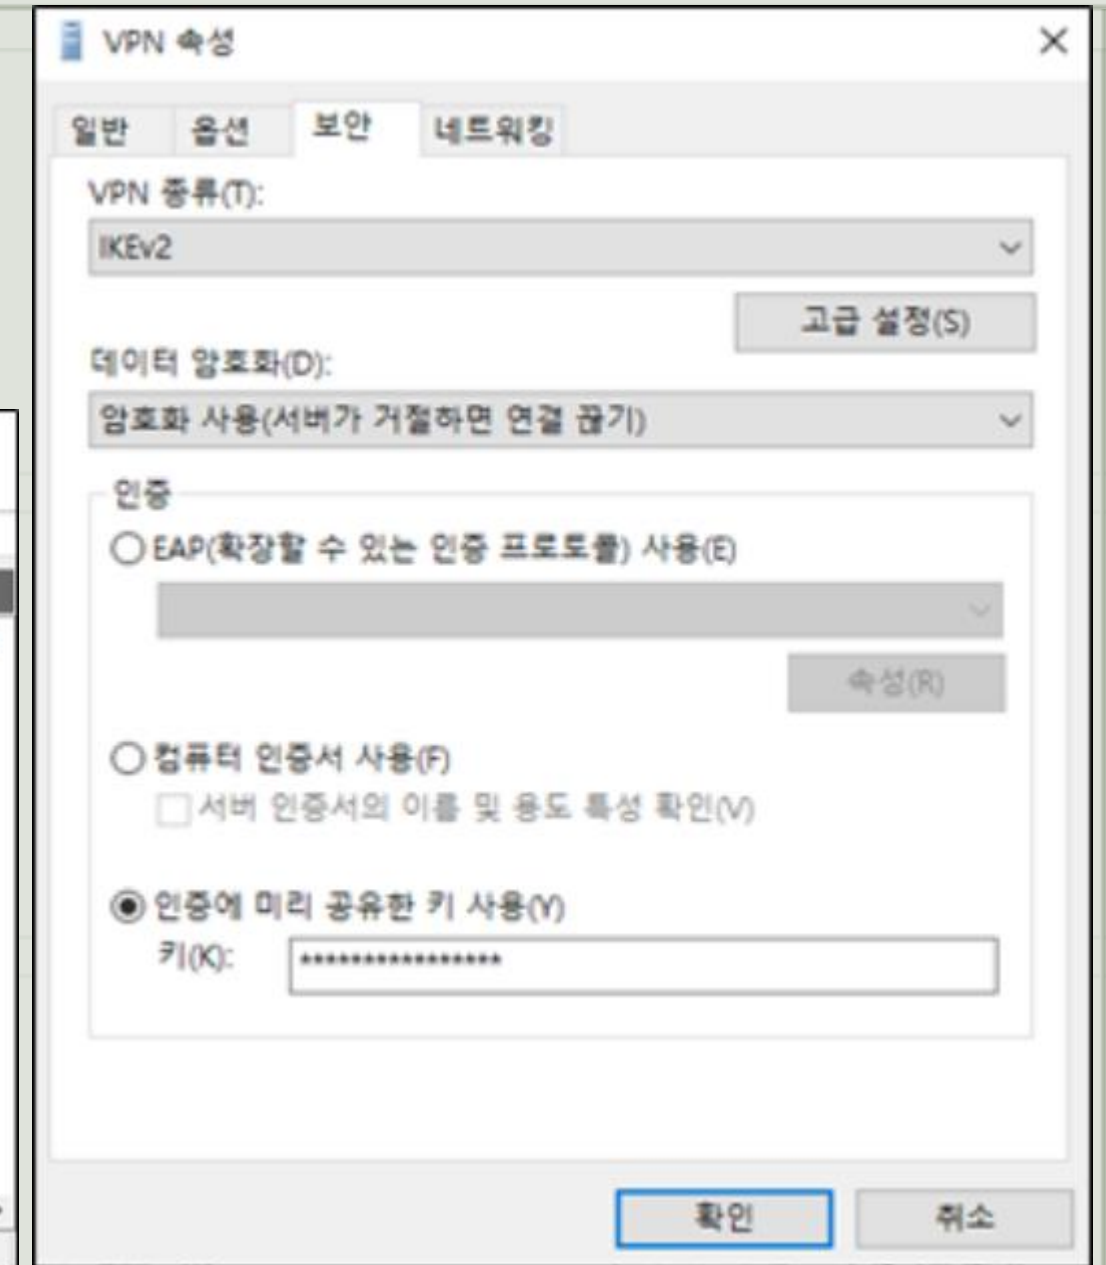 VPN 속성
일반 옵션 보안 네트워킹
VPN 종류(T):
IKEv2
고급 설정(S)
데이터 암호화(D):
암호화 사용(서버가 거절하면 연결 끊기)
인증
EAP(확장할 수 있는 인증 프로토콜) 사용(E)
속성(R)
컴퓨터 인증서 사용(F)
서버 인증서의 이름 및 용도 특성 확인(V)
인증에 미리 공유한 키 사용(Y)
키(K): ****************
확인 취소